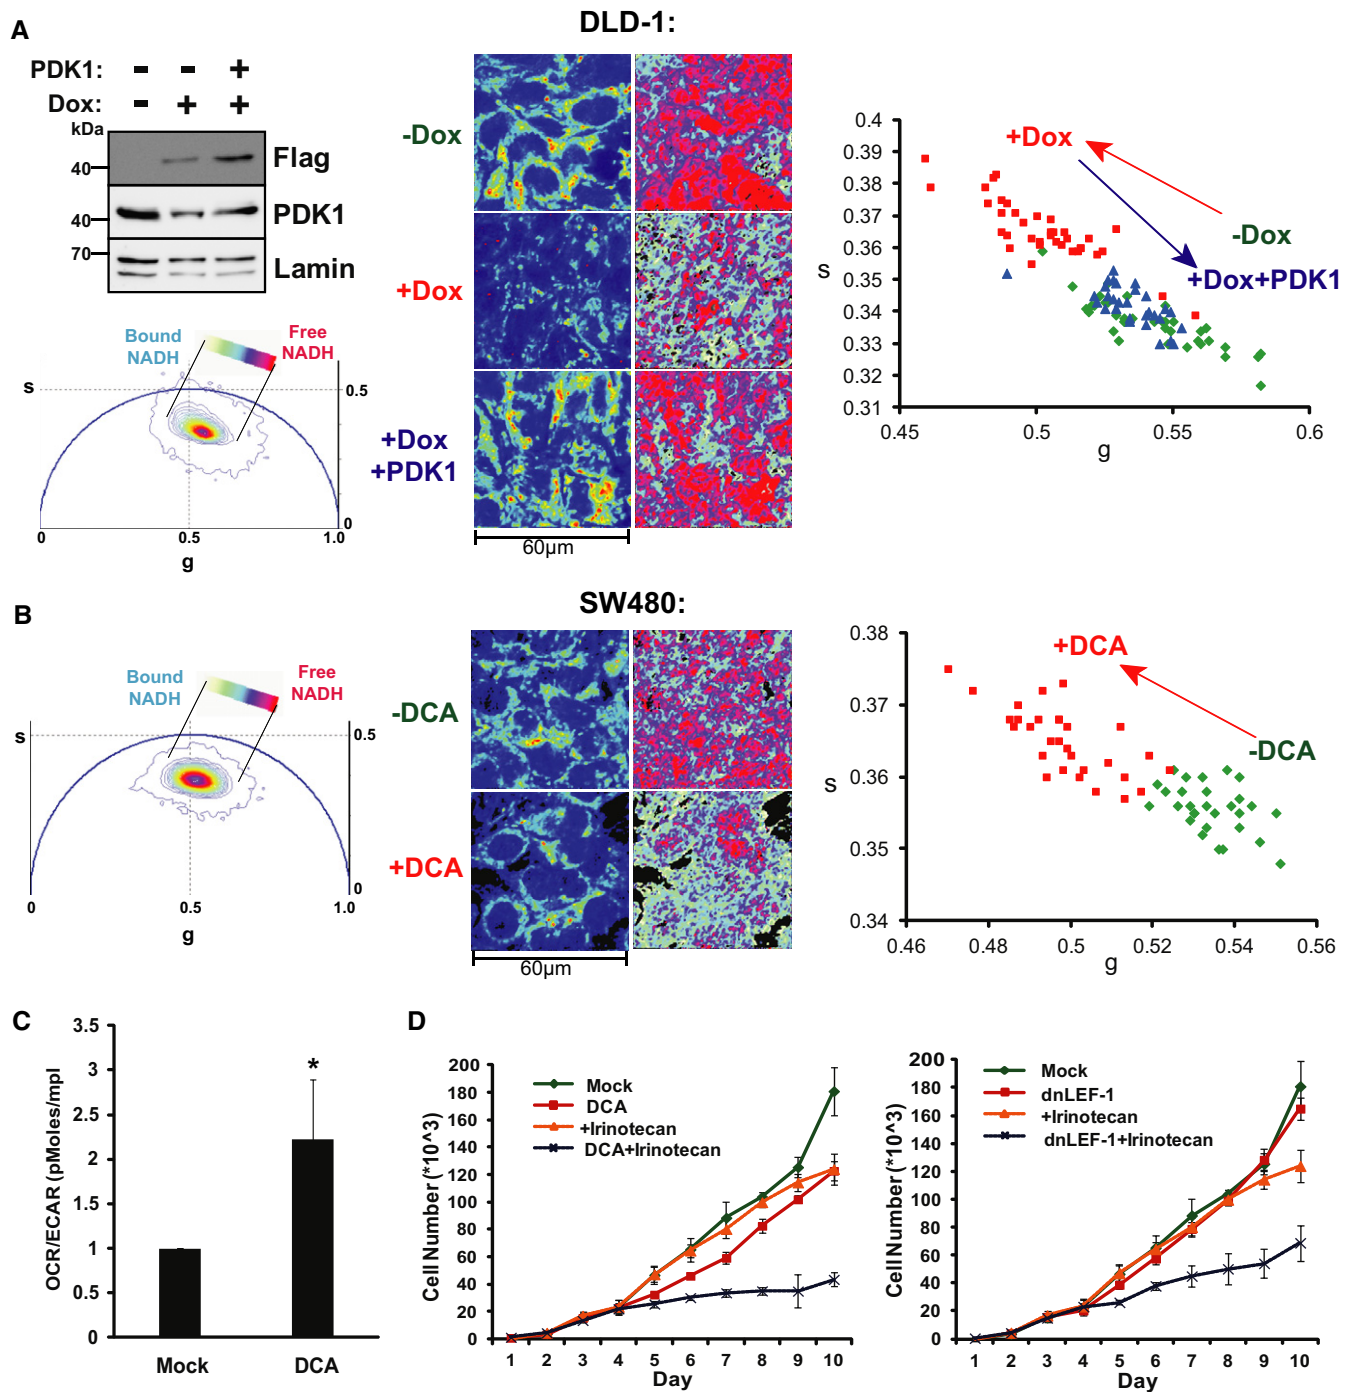 A
DLD-1:
PDK1: - - +
Dox: - + +
kDa
40
Flag
40
PDK1
70
Lamin
Bound NADH
Free NADH
s
0.5
0
0
0.5
1.0
g
-Dox
+Dox
+Dox
+PDK1
60µm
0.4
0.39
0.38
0.37
0.36
0.35
0.34
0.33
0.32
0.31
s
0.45
0.5
0.55
0.6
g
+Dox
-Dox
+Dox+PDK1
B
SW480:
Bound NADH
Free NADH
s
0.5
0
0
0.5
1.0
g
-DCA
+DCA
60µm
0.38
0.37
0.36
0.35
0.34
s
0.46
0.48
0.5
0.52
0.54
0.56
g
+DCA
-DCA
C
OCR/ECAR (pMoles/mpl
3.5
3
2.5
2
1.5
1
0.5
0
*
Mock
DCA
D
Cell Number (*10^3)
200
180
160
140
120
100
80
60
40
20
0
Mock
DCA
+Irinotecan
DCA+Irinotecan
1 2 3 4 5 6 7 8 9 10
Day
Cell Number (*10^3)
200
180
160
140
120
100
80
60
40
20
0
Mock
dnLEF-1
+Irinotecan
dnLEF-1+Irinotecan
1 2 3 4 5 6 7 8 9 10
Day